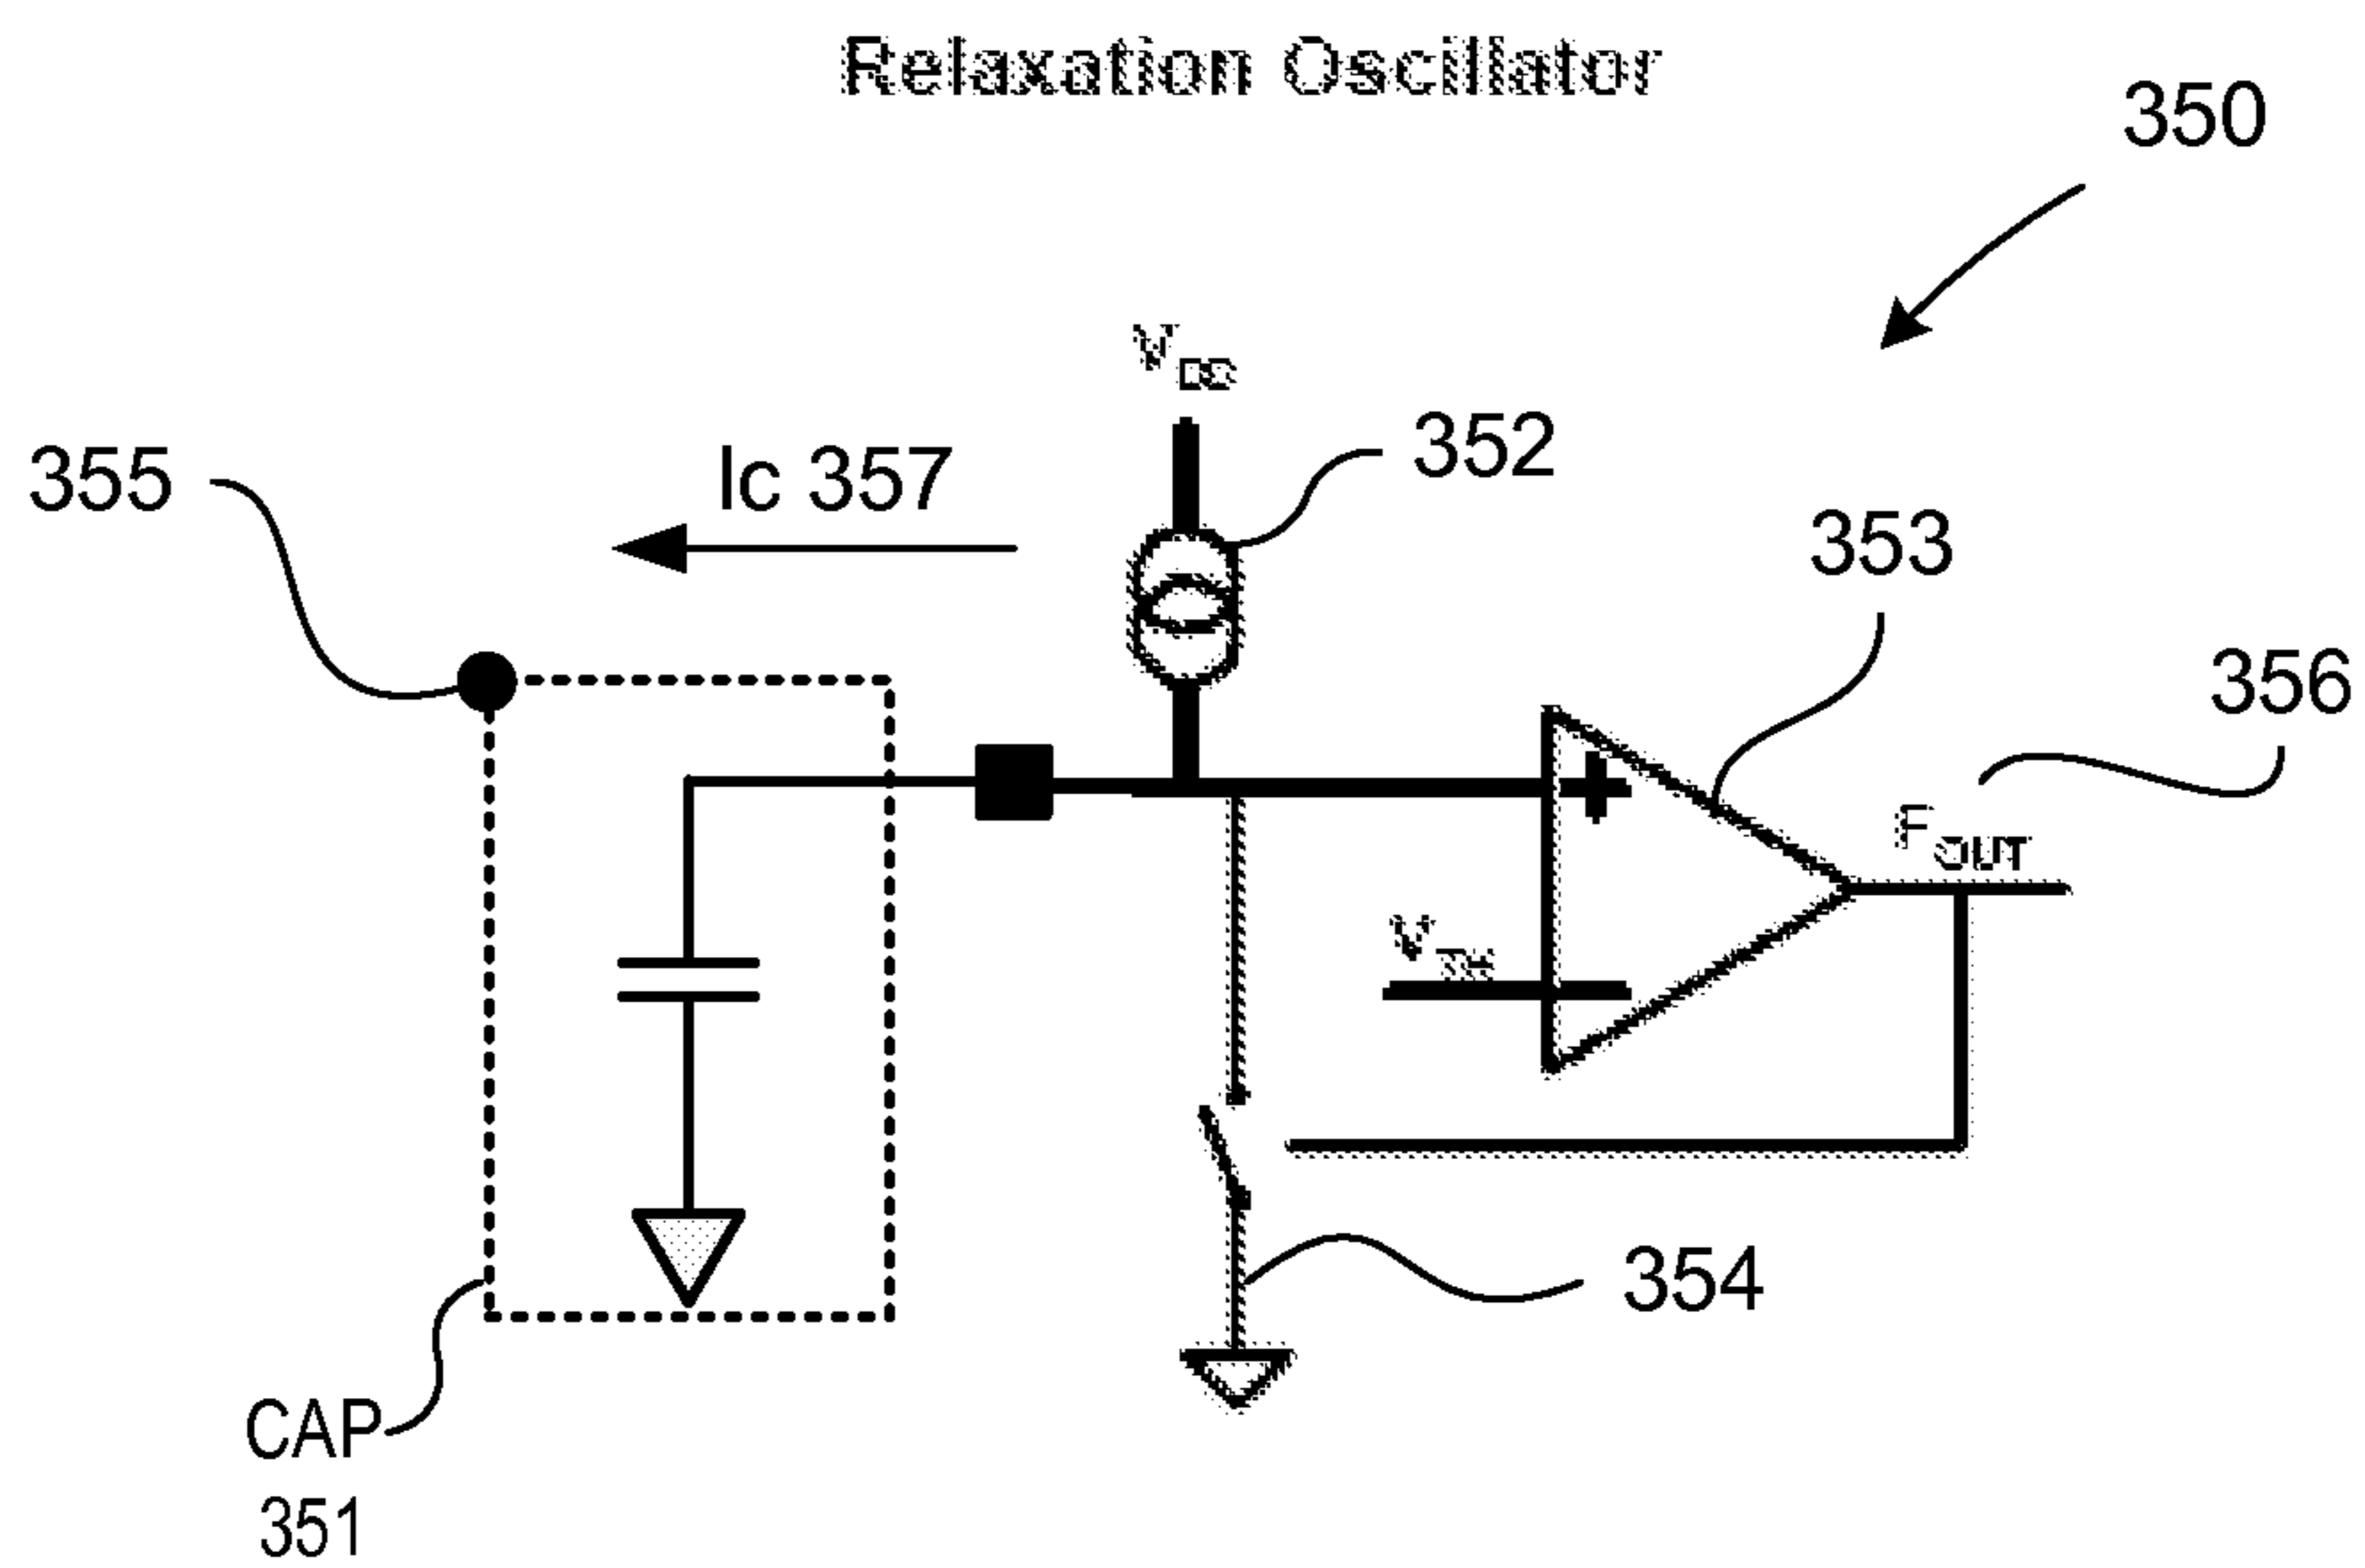 Relaxation Oscillator
350
VDD
352
355
Ic 357
353
356
+
FOUT
VTH
354
CAP
351